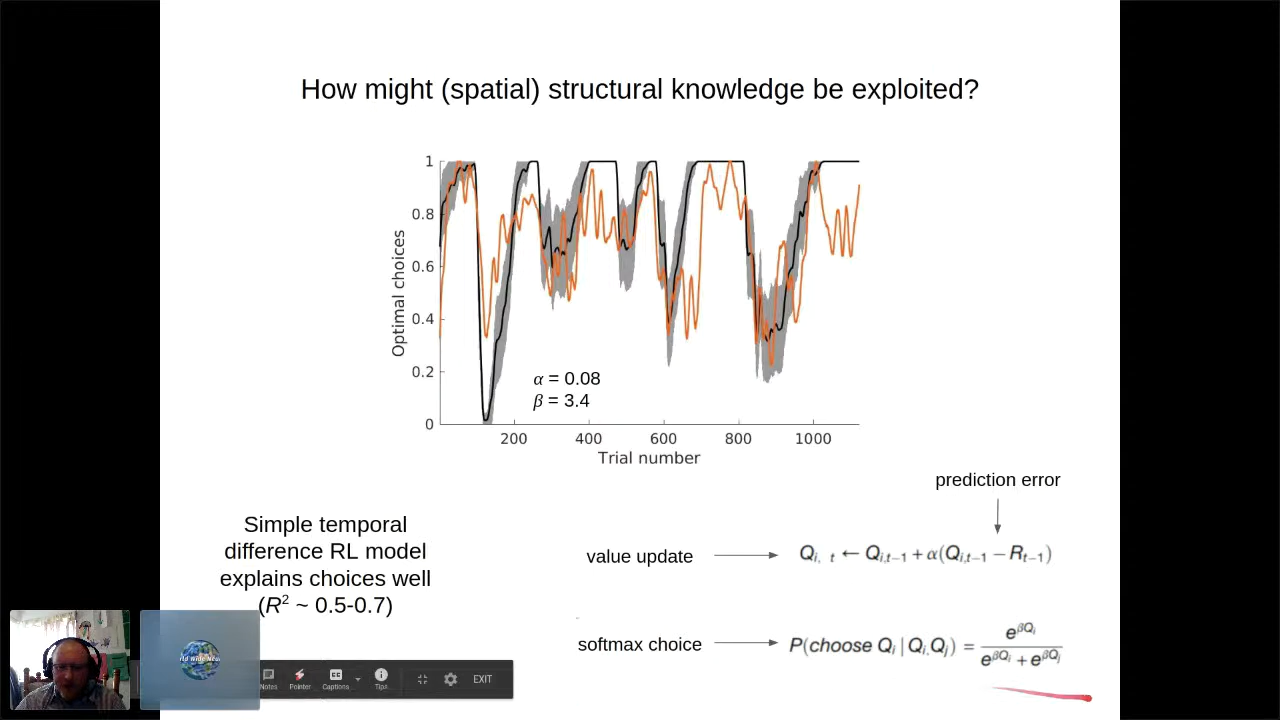 How might (spatial) structural knowledge be exploited?
1
0.8
0.6
0.4
0.2
0
Optimal choices
α = 0.08
β = 3.4
200 400 600 800 1000
Trial number
prediction error
Simple temporal
difference RL model
explains choices well
(R² ~ 0.5-0.7)
value update
Qi, t ← Qi,t−1 + α(Qi,t−1 − Rt−1)
softmax choice
P(choose Qi | Qi,Qj) = e^βQi / e^βQi + e^βQj
Notes Pointer Captions Tips EXIT